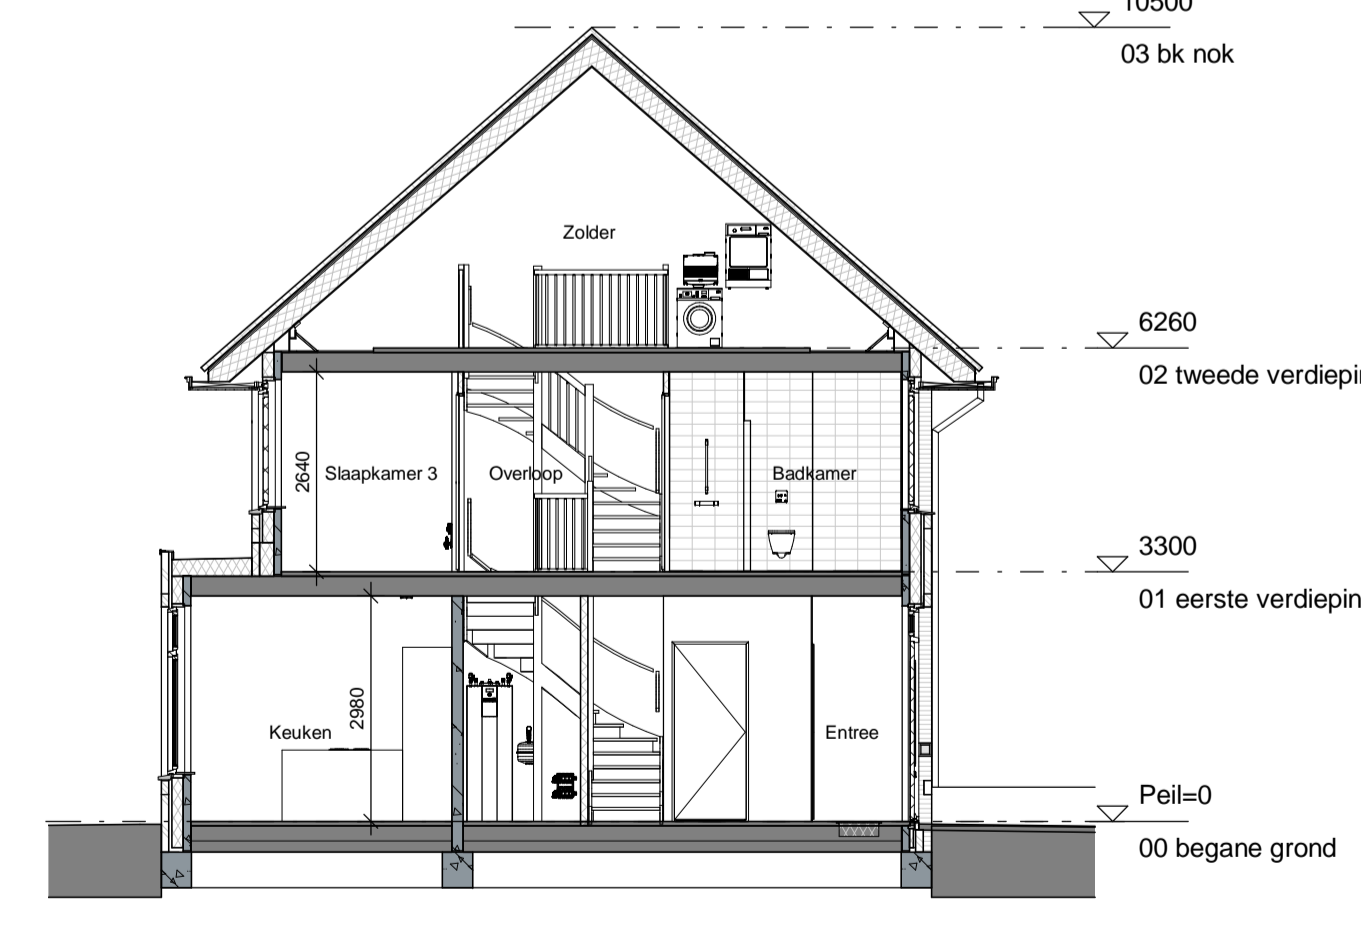 10500
03 bk nok
Zolder
6260
02 tweede verdiepin
2640
Slaapkamer 3
Overloop
Badkamer
3300
01 eerste verdieping
2980
Keuken
Entree
Peil=0
00 begane grond